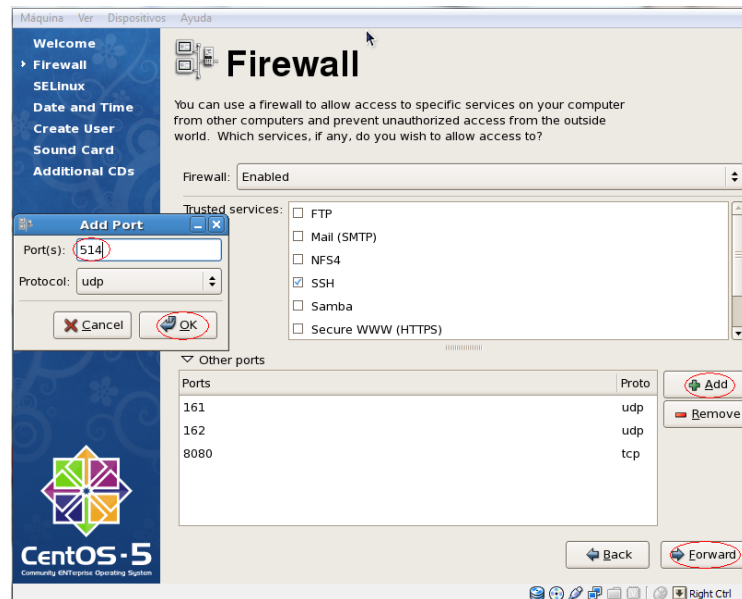 Máquina Ver Dispositivos Ayuda
Welcome
Firewall
SELinux
Date and Time
Create User
Sound Card
Additional CDs
Firewall
You can use a firewall to allow access to specific services on your computer
from other computers and prevent unauthorized access from the outside
world. Which services, if any, do you wish to allow access to?
Firewall: Enabled
Trusted services:
FTP
Mail (SMTP)
NFS4
SSH
Samba
Secure WWW (HTTPS)
Add Port
Port(s): 514
Protocol: udp
Cancel OK
Other ports
Ports Proto
161 udp
162 udp
8080 tcp
Add
Remove
Back Forward
CentOS-5
Community ENTerprise Operating System
Right Ctrl